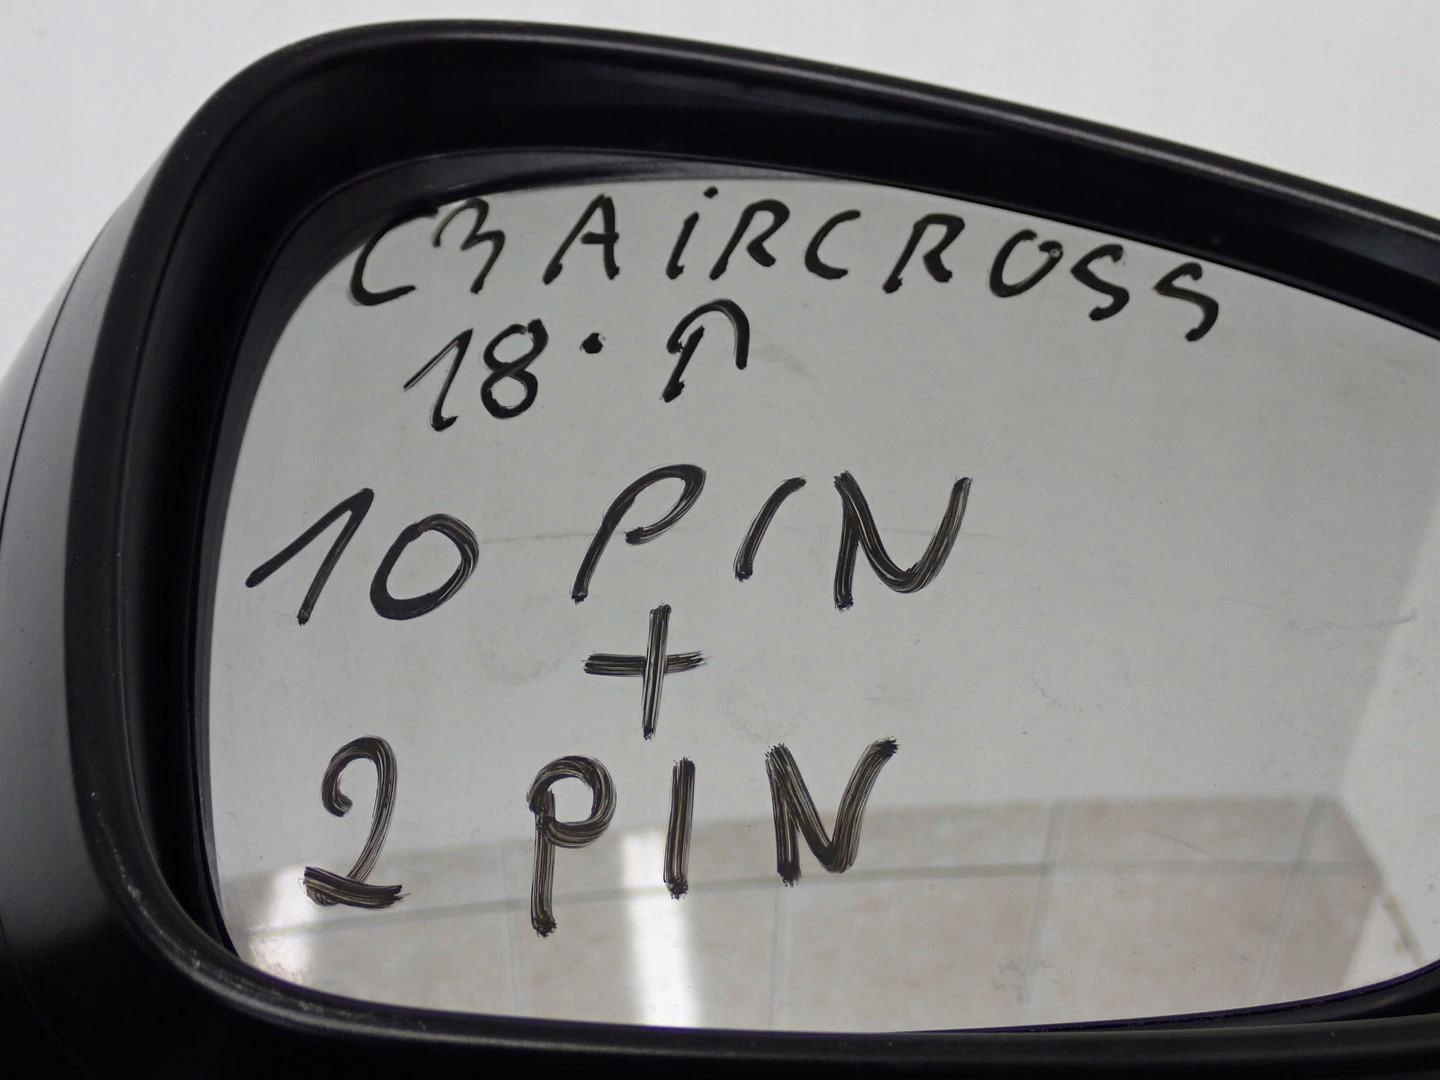 C3 AiRCROSS
18. P
10 PIN
+
2 PIN